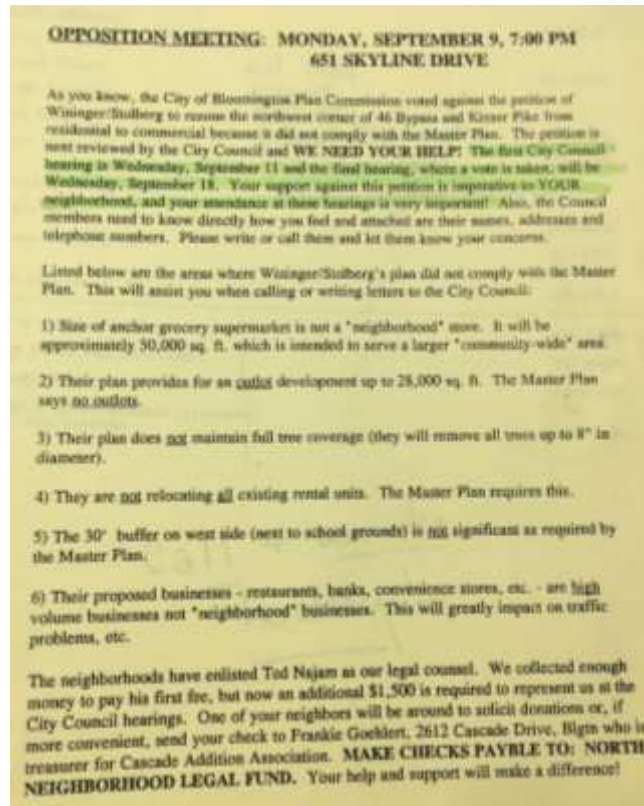 OPPOSITION MEETING: MONDAY, SEPTEMBER 9, 7:00 PM
651 SKYLINE DRIVE
As you know, the City of Bloomington Plan Commission voted against the petition of
Wininger/Stolberg to rezone the northwest corner of 46 Bypass and Kinser Pike from
residential to commercial because it did not comply with the Master Plan. The petition is
next reviewed by the City Council and WE NEED YOUR HELP! The first City Council
hearing is Wednesday, September 11 and the final hearing, where a vote is taken, will be
Wednesday, September 18. Your support against this petition is imperative to YOUR
neighborhood, and your attendance at these hearings is very important! Also, the Council
members need to know directly how you feel and attached are their names, addresses and
telephone numbers. Please write or call them and let them know your concerns.
Listed below are the areas where Wininger/Stolberg's plan did not comply with the Master
Plan. This will assist you when calling or writing letters to the City Council:
1) Size of anchor grocery supermarket is not a "neighborhood" store. It will be
approximately 50,000 sq. ft. which is intended to serve a larger "community-wide" area.
2) Their plan provides for an outlot development up to 28,000 sq. ft. The Master Plan
says no outlots.
3) Their plan does not maintain full tree coverage (they will remove all trees up to 8" in
diameter).
4) They are not relocating all existing rental units. The Master Plan requires this.
5) The 30' buffer on west side (next to school grounds) is not significant as required by
the Master Plan.
6) Their proposed businesses - restaurants, banks, convenience stores, etc. - are high
volume businesses not "neighborhood" businesses. This will greatly impact on traffic
problems, etc.
The neighborhoods have enlisted Ted Najam as our legal counsel. We collected enough
money to pay his first fee, but now an additional $1,500 is required to represent us at the
City Council hearings. One of your neighbors will be around to solicit donations or, if
more convenient, send your check to Frankie Goehlert, 2612 Cascade Drive, Blgtn who is
treasurer for Cascade Addition Association. MAKE CHECKS PAYBLE TO: NORTH
NEIGHBORHOOD LEGAL FUND. Your help and support will make a difference!